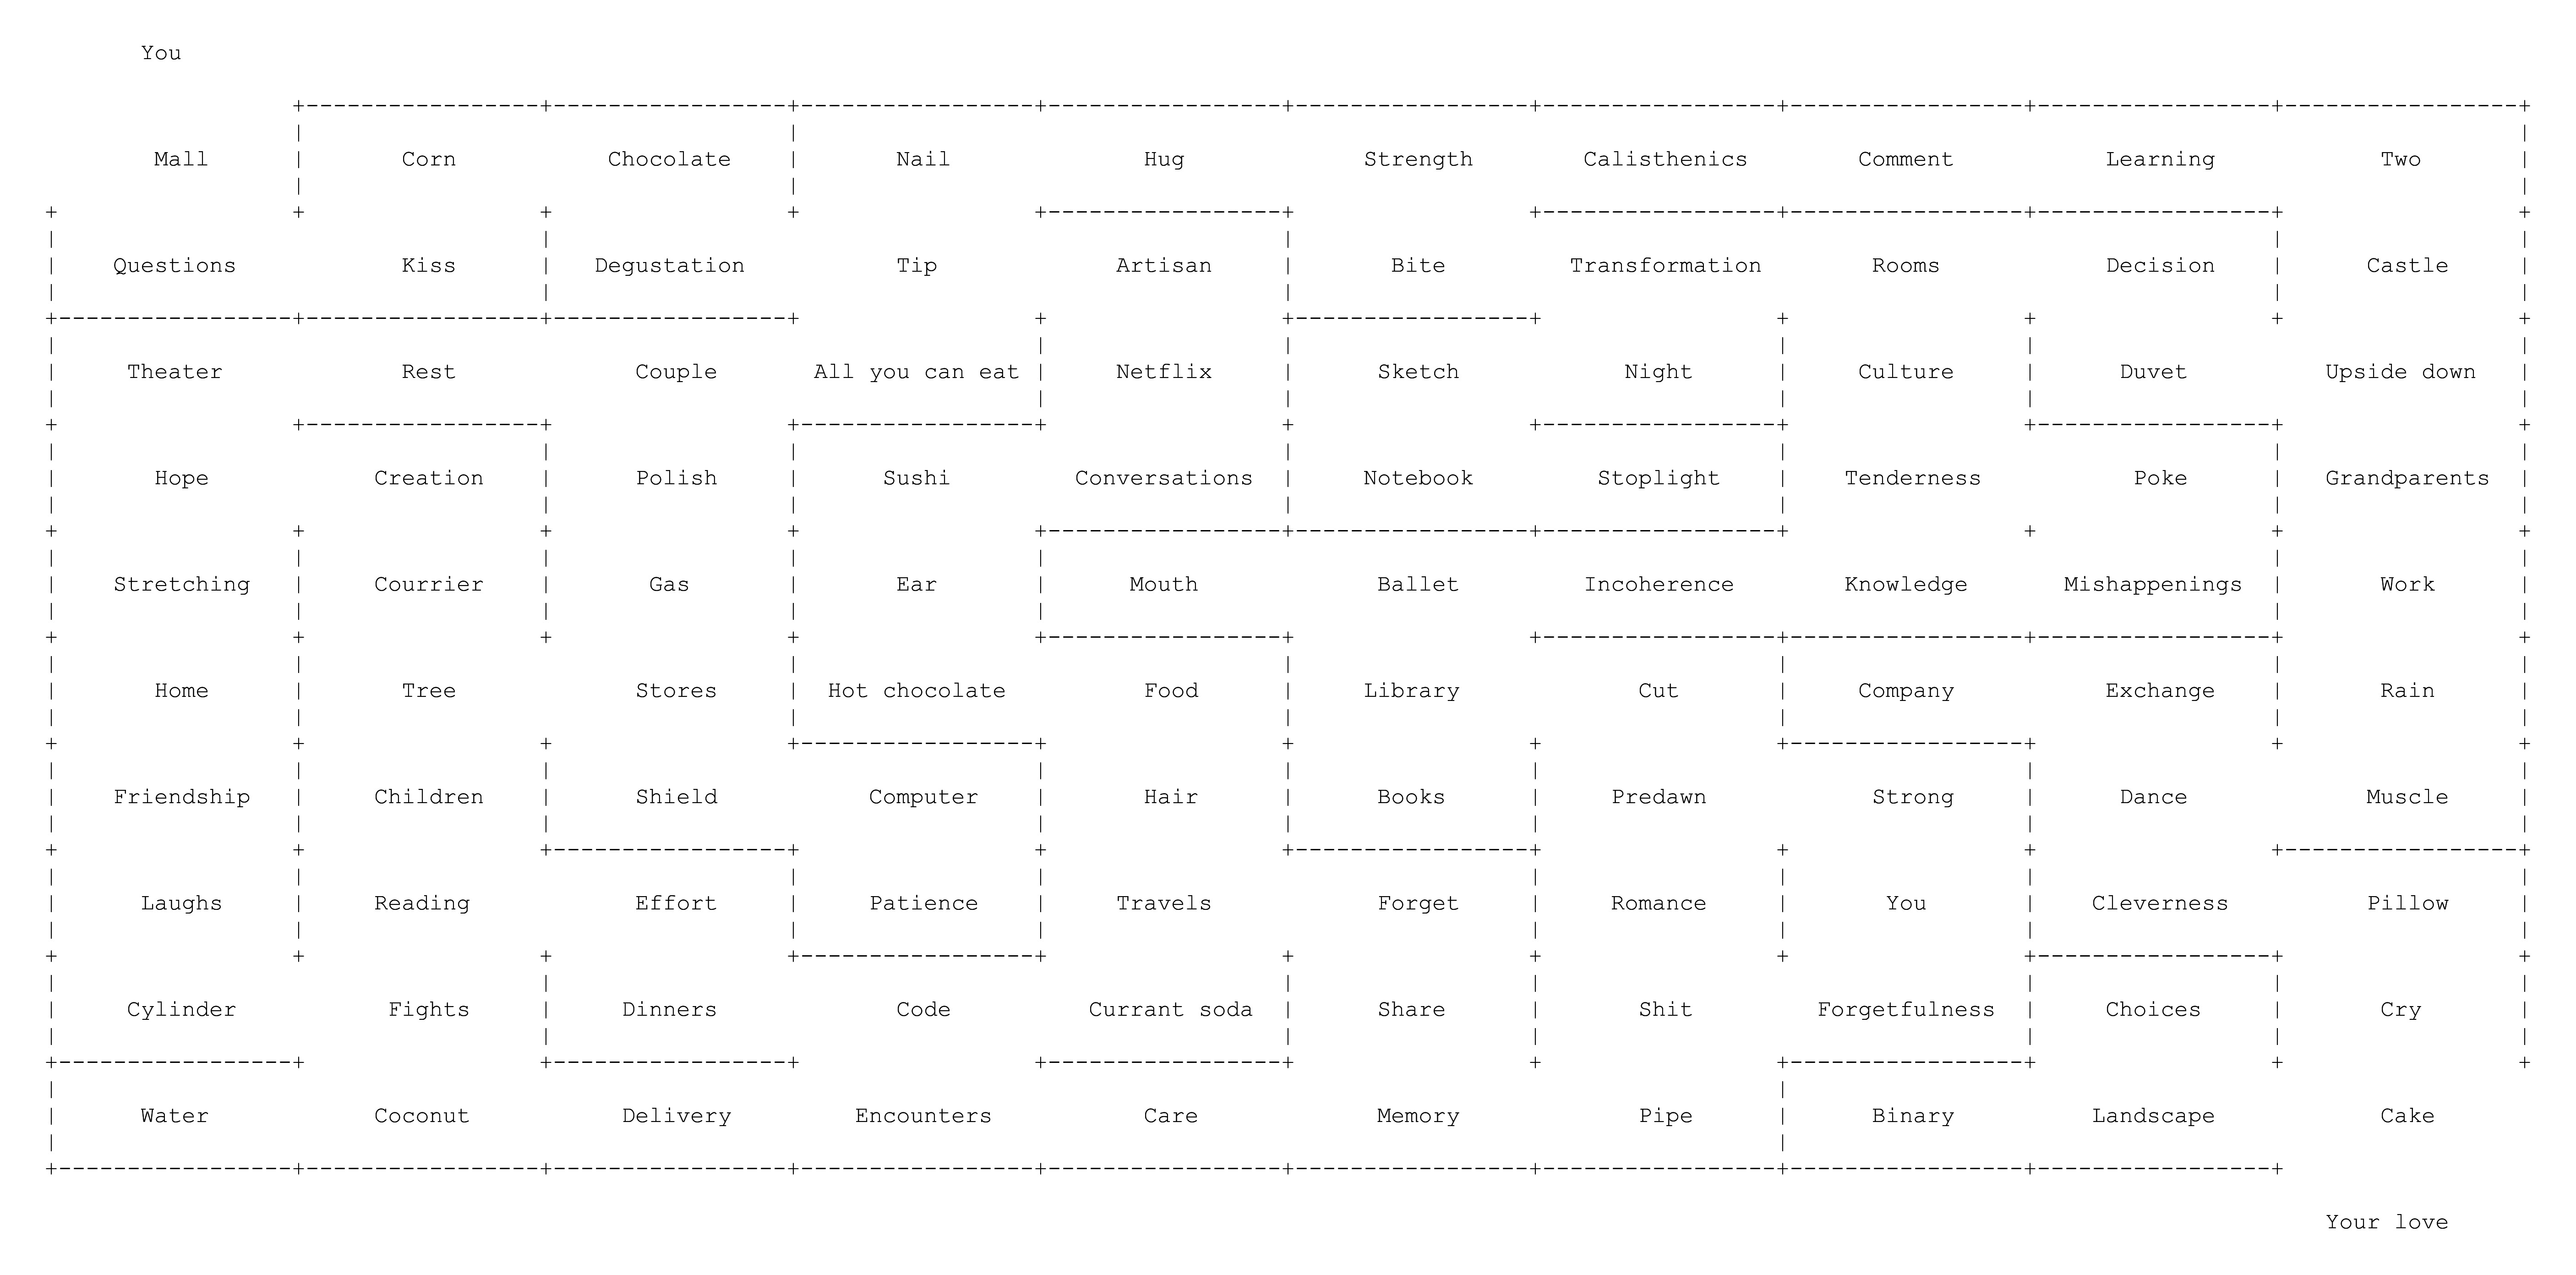 You
Mall Corn Chocolate Nail Hug Strength Calisthenics Comment Learning Two
Questions Kiss Degustation Tip Artisan Bite Transformation Rooms Decision Castle
Theater Rest Couple All you can eat Netflix Sketch Night Culture Duvet Upside down
Hope Creation Polish Sushi Conversations Notebook Stoplight Tenderness Poke Grandparents
Stretching Courrier Gas Ear Mouth Ballet Incoherence Knowledge Mishappenings Work
Home Tree Stores Hot chocolate Food Library Cut Company Exchange Rain
Friendship Children Shield Computer Hair Books Predawn Strong Dance Muscle
Laughs Reading Effort Patience Travels Forget Romance You Cleverness Pillow
Cylinder Fights Dinners Code Currant soda Share Shit Forgetfulness Choices Cry
Water Coconut Delivery Encounters Care Memory Pipe Binary Landscape Cake
Your love